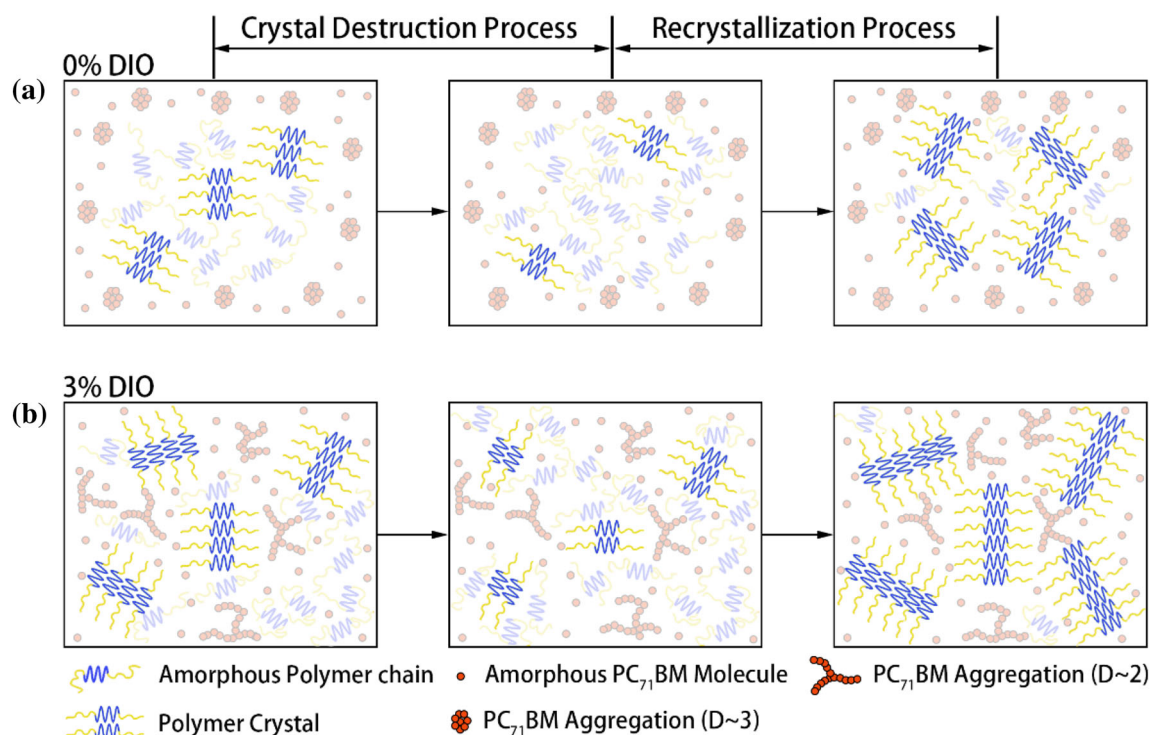 Crystal Destruction Process Recrystallization Process
0% DIO
(a)
3% DIO
(b)
Amorphous Polymer chain Amorphous PC₇₁BM Molecule PC₇₁BM Aggregation (D~2)
Polymer Crystal PC₇₁BM Aggregation (D~3)